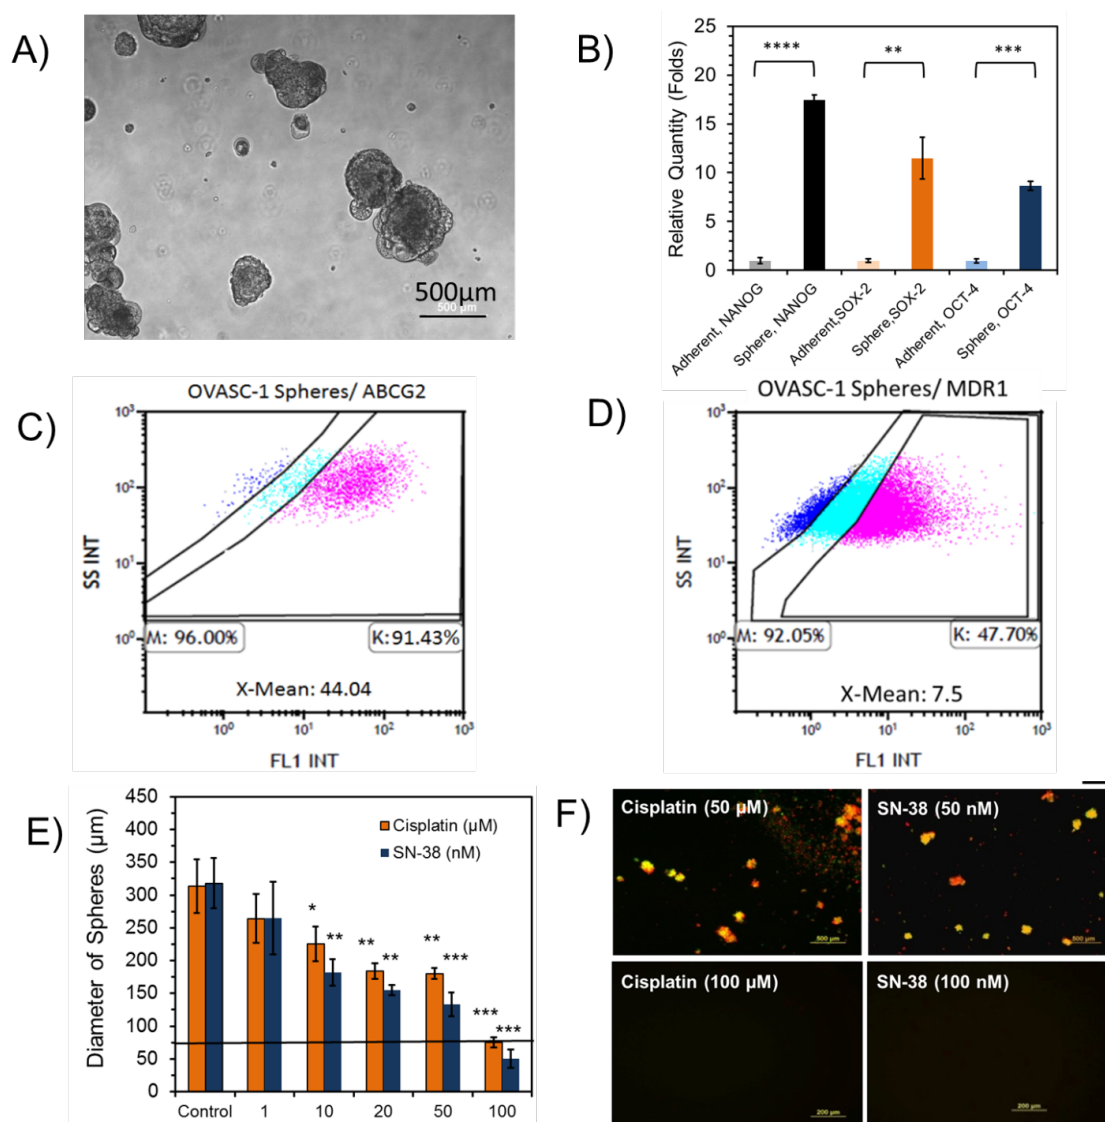 A)
500µm
500 µm
B)
Relative Quantity (Folds)
25
20
15
10
5
0
****
**
***
Adherent, NANOG
Sphere, NANOG
Adherent,SOX-2
Sphere,SOX-2
Adherent, OCT-4
Sphere, OCT-4
C)
OVASC-1 Spheres/ ABCG2
SS INT
10³
10²
10¹
10⁰
M: 96.00%
K:91.43%
X-Mean: 44.04
10⁰ 10¹ 10² 10³
FL1 INT
D)
OVASC-1 Spheres/ MDR1
SS INT
10³
10²
10¹
10⁰
M: 92.05%
K: 47.70%
X-Mean: 7.5
10⁰ 10¹ 10² 10³
FL1 INT
E)
Diameter of Spheres (µm)
450
400
350
300
250
200
150
100
50
0
Cisplatin (µM)
SN-38 (nM)
*
**
**
**
**
***
***
***
Control 1 10 20 50 100
F)
Cisplatin (50 µM)
500 µm
SN-38 (50 nM)
500 µm
Cisplatin (100 µM)
200 µm
SN-38 (100 nM)
200 µm